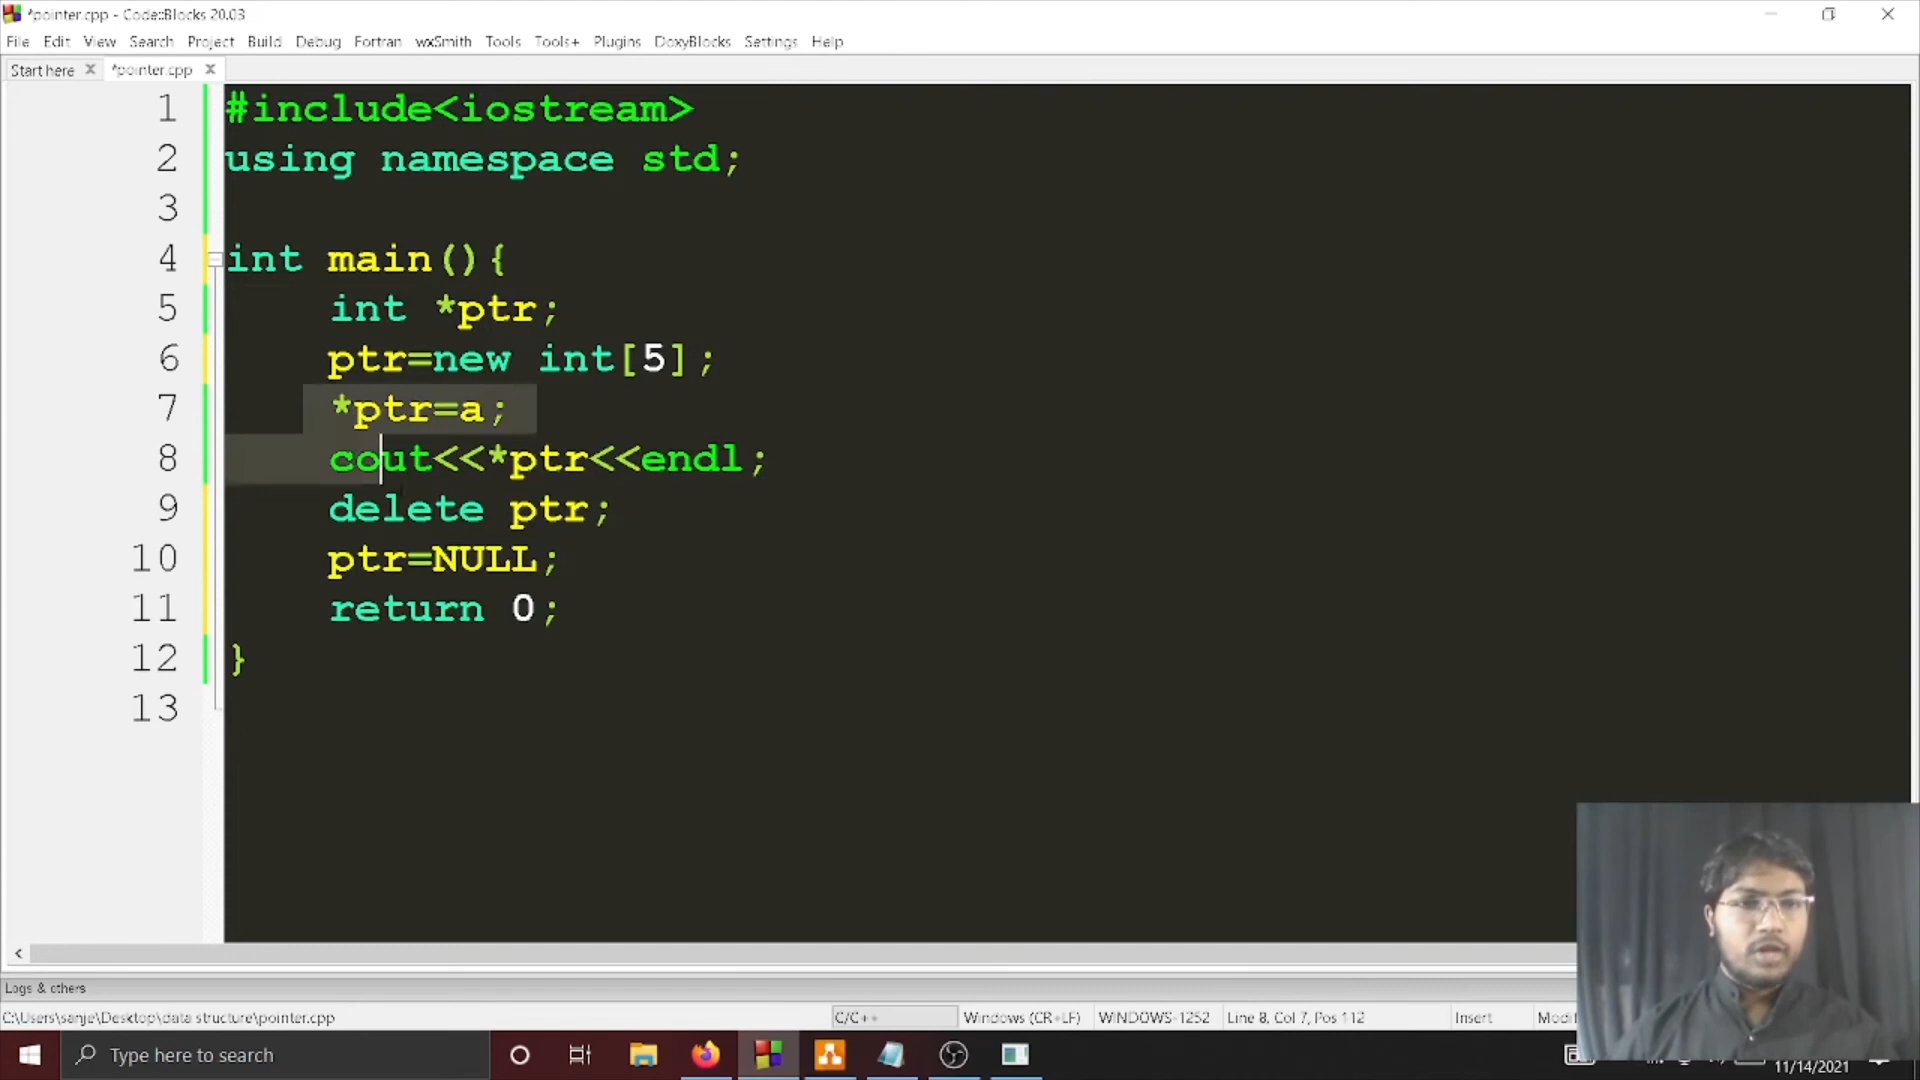 *pointer.cpp - Code::Blocks 20.03
File Edit View Search Project Build Debug Fortran wxSmith Tools Tools+ Plugins DoxyBlocks Settings Help
Start here *pointer.cpp
1 #include<iostream>
2 using namespace std;
3
4 int main(){
5 int *ptr;
6 ptr=new int[5];
7 *ptr=a;
8 cout<<*ptr<<endl;
9 delete ptr;
10 ptr=NULL;
11 return 0;
12 }
13
Logs & others
C:\Users\sanje\Desktop\data structure\pointer.cpp C/C++ Windows (CR+LF) WINDOWS-1252 Line 8, Col 7, Pos 112 Insert Modi
Type here to search
11/14/2021